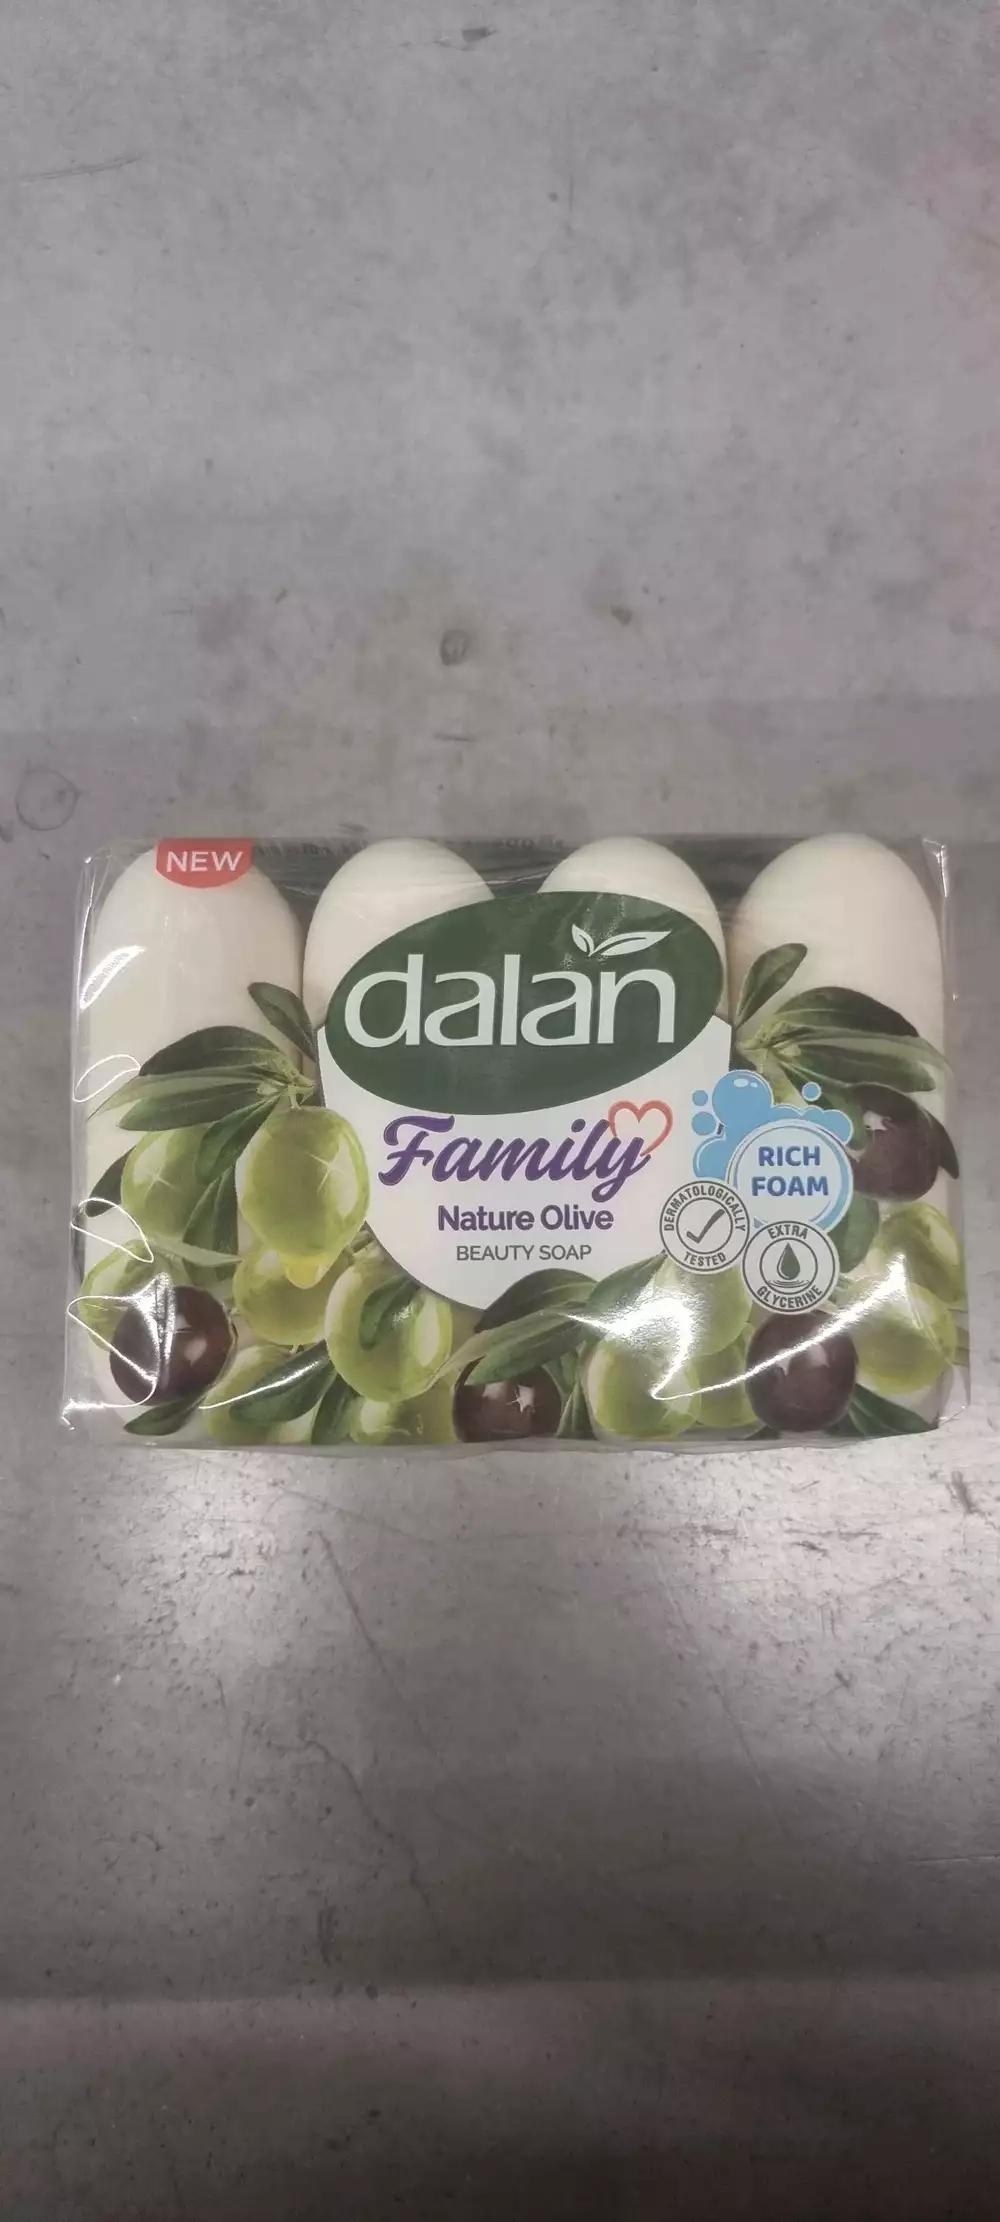 NEW
dalan
Family
Nature Olive
BEAUTY SOAP
RICH
FOAM
DERMATOLOGICALLY
TESTED
EXTRA
GLYCERINE